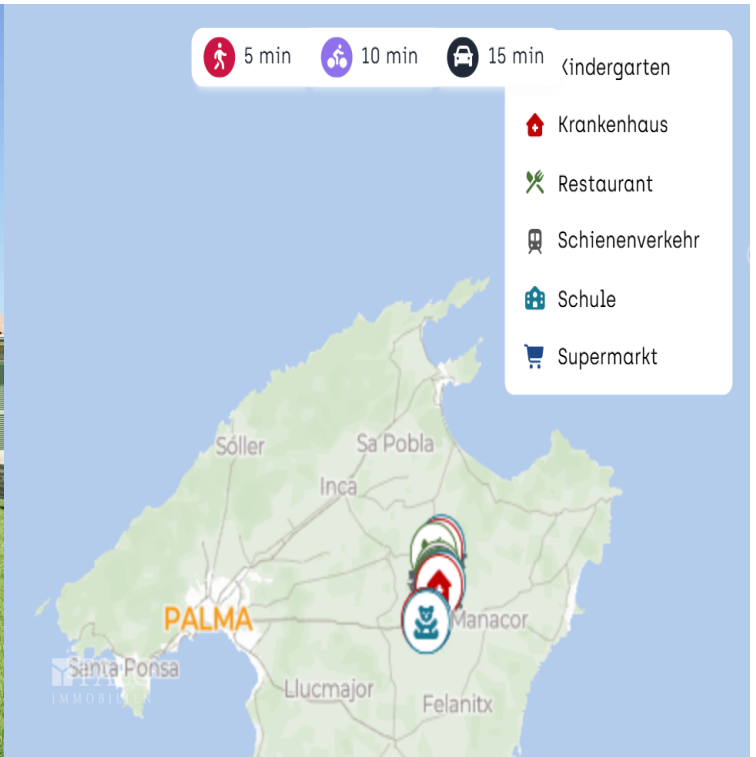 5 min
10 min
15 min
Kindergarten
Krankenhaus
Restaurant
Schienenverkehr
Schule
Supermarkt
Sóller
Sa Pobla
Inca
PALMA
Manacor
Santa Ponsa
IMMOBILIEN
Llucmajor
Felanitx